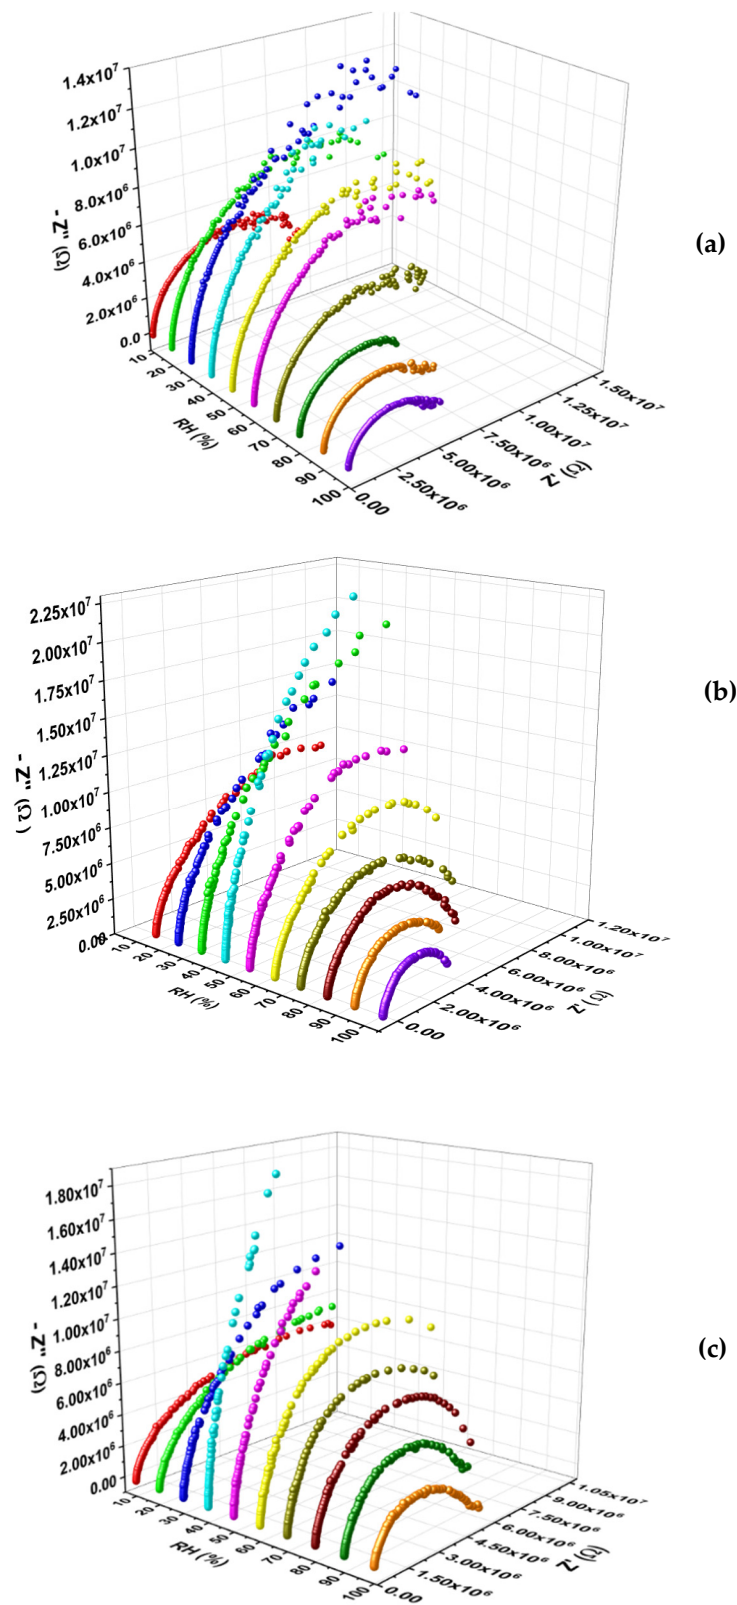 1.4x10⁷
1.2x10⁷
1.0x10⁷
8.0x10⁶
6.0x10⁶
4.0x10⁶
2.0x10⁶
0.0
- Z'' (Ω)
10
20
30
40
50
60
70
80
90
100
RH (%)
0.00
2.50x10⁶
5.00x10⁶
7.50x10⁶
1.00x10⁷
1.25x10⁷
1.50x10⁷
Z' (Ω)
(a)
2.25x10⁷
2.00x10⁷
1.75x10⁷
1.50x10⁷
1.25x10⁷
1.00x10⁷
7.50x10⁶
5.00x10⁶
2.50x10⁶
0.00
- Z'' (Ω)
10
20
30
40
50
60
70
80
90
100
RH (%)
0.00
2.00x10⁶
4.00x10⁶
6.00x10⁶
8.00x10⁶
1.00x10⁷
1.20x10⁷
Z' (Ω)
(b)
1.80x10⁷
1.60x10⁷
1.40x10⁷
1.20x10⁷
1.00x10⁷
8.00x10⁶
6.00x10⁶
4.00x10⁶
2.00x10⁶
0.00
- Z'' (Ω)
10
20
30
40
50
60
70
80
90
100
RH (%)
0.00
1.50x10⁶
3.00x10⁶
4.50x10⁶
6.00x10⁶
7.50x10⁶
9.00x10⁶
1.05x10⁷
Z' (Ω)
(c)